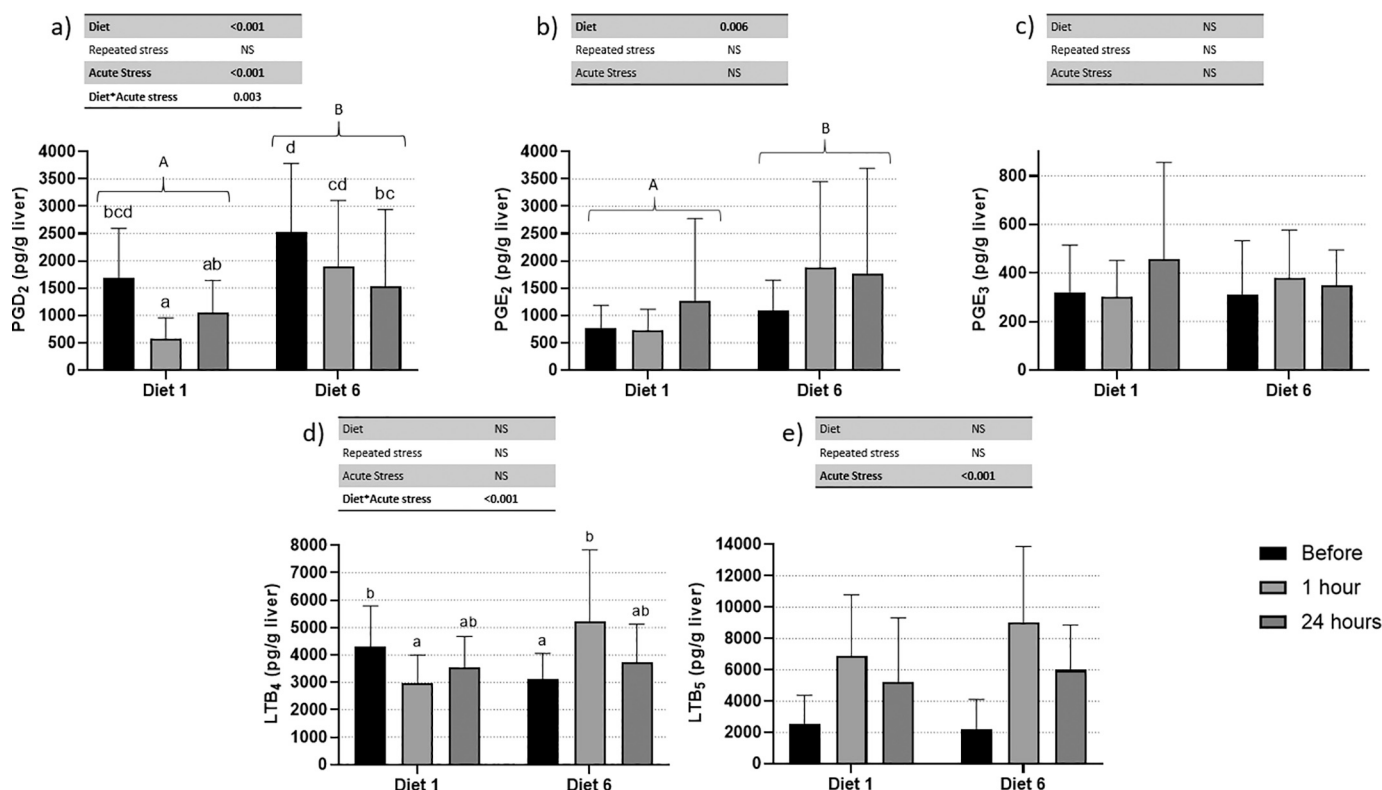 a)
Diet <0.001
Repeated stress NS
Acute Stress <0.001
Diet*Acute stress 0.003
b)
Diet 0.006
Repeated stress NS
Acute Stress NS
c)
Diet NS
Repeated stress NS
Acute Stress NS
PGD₂ (pg/g liver)
4000
3500
3000
2500
2000
1500
1000
500
0
A
B
bcd
a
ab
d
cd
bc
Diet 1 Diet 6
PGE₂ (pg/g liver)
4000
3500
3000
2500
2000
1500
1000
500
0
A
B
Diet 1 Diet 6
PGE₃ (pg/g liver)
800
600
400
200
0
Diet 1 Diet 6
d)
Diet NS
Repeated stress NS
Acute Stress NS
Diet*Acute stress <0.001
e)
Diet NS
Repeated stress NS
Acute Stress <0.001
LTB₄ (pg/g liver)
8000
7000
6000
5000
4000
3000
2000
1000
0
b
a
ab
a
b
ab
Diet 1 Diet 6
LTB₅ (pg/g liver)
14000
12000
10000
8000
6000
4000
2000
0
Diet 1 Diet 6
Before
1 hour
24 hours